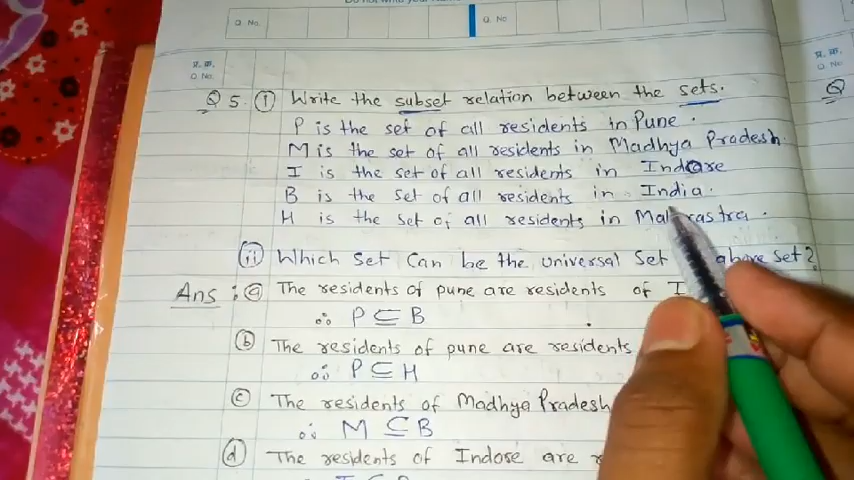 Q. No.
Q. No.
प्र. क्र.
Q. No.
Q 5 (i) Write the subset relation between the sets.
P is the set of all residents in Pune.
M is the set of all residents in Madhya Pradesh.
I is the set of all residents in Indore
B is the set of all residents in India.
H is the set of all residents in
(ii) Which Set Can be the universal Set above set?
Ans : (a) The residents of pune are residents of
∴ P ⊆ B
(b) The residents of pune are residents
∴ P ⊆ H
(c) The residents of Madhya Pradesh
∴ M ⊆ B
(d) The residents of Indore are
Q. No.
Q